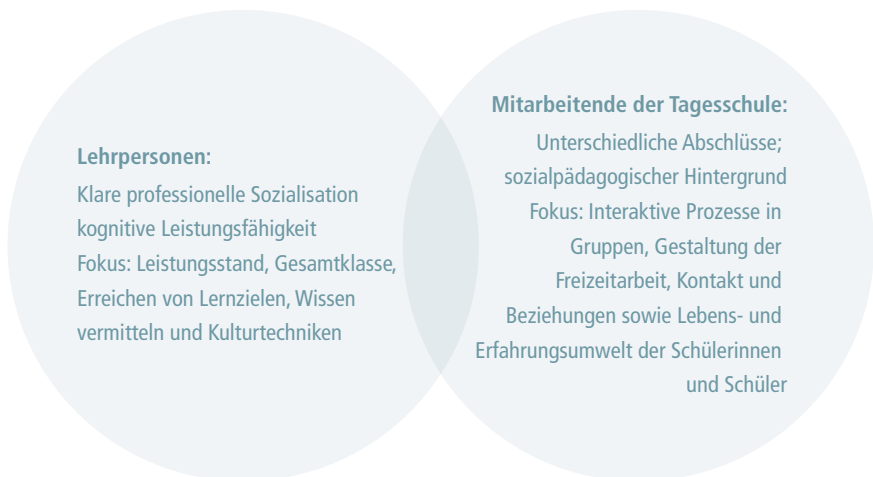 Lehrpersonen:
Klare professionelle Sozialisation
kognitive Leistungsfähigkeit
Fokus: Leistungsstand, Gesamtklasse,
Erreichen von Lernzielen, Wissen
vermitteln und Kulturtechniken
Mitarbeitende der Tagesschule:
Unterschiedliche Abschlüsse;
sozialpädagogischer Hintergrund
Fokus: Interaktive Prozesse in
Gruppen, Gestaltung der
Freizeitarbeit, Kontakt und
Beziehungen sowie Lebens- und
Erfahrungsumwelt der Schülerinnen
und Schüler